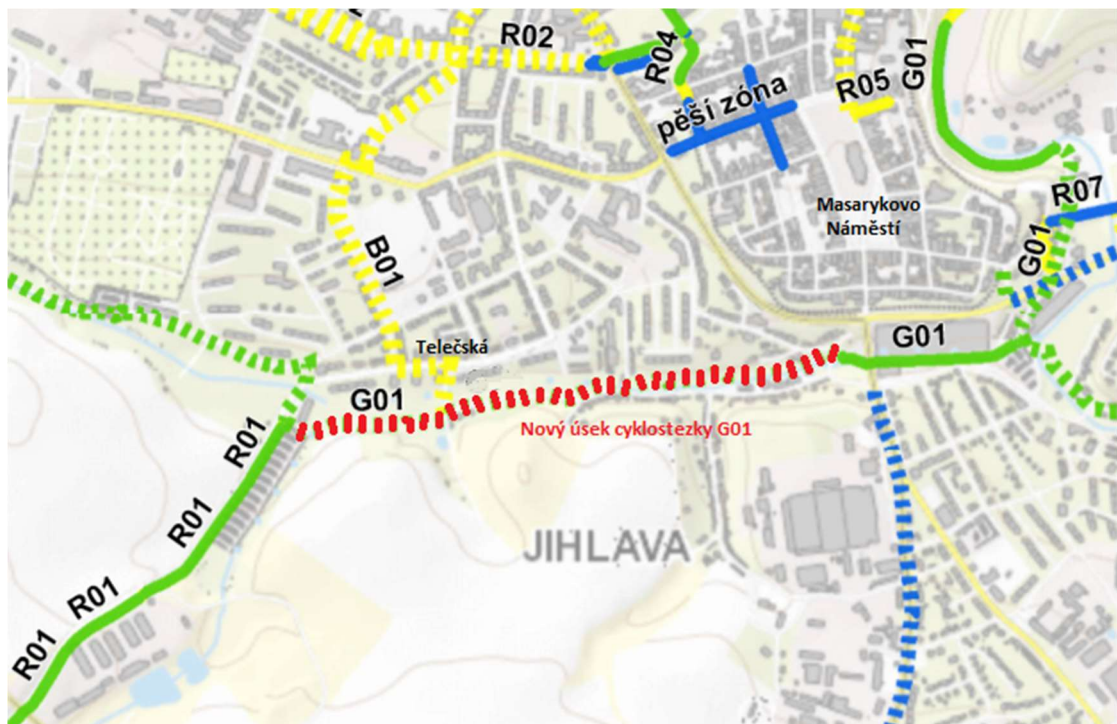 R02
R04
G01
R05
pěší zóna
Masarykovo
Náměstí
R07
G01
B01
Telečská
G01
G01
Nový úsek cyklostezky G01
R01
R01
R01
R01
JIHLAVA